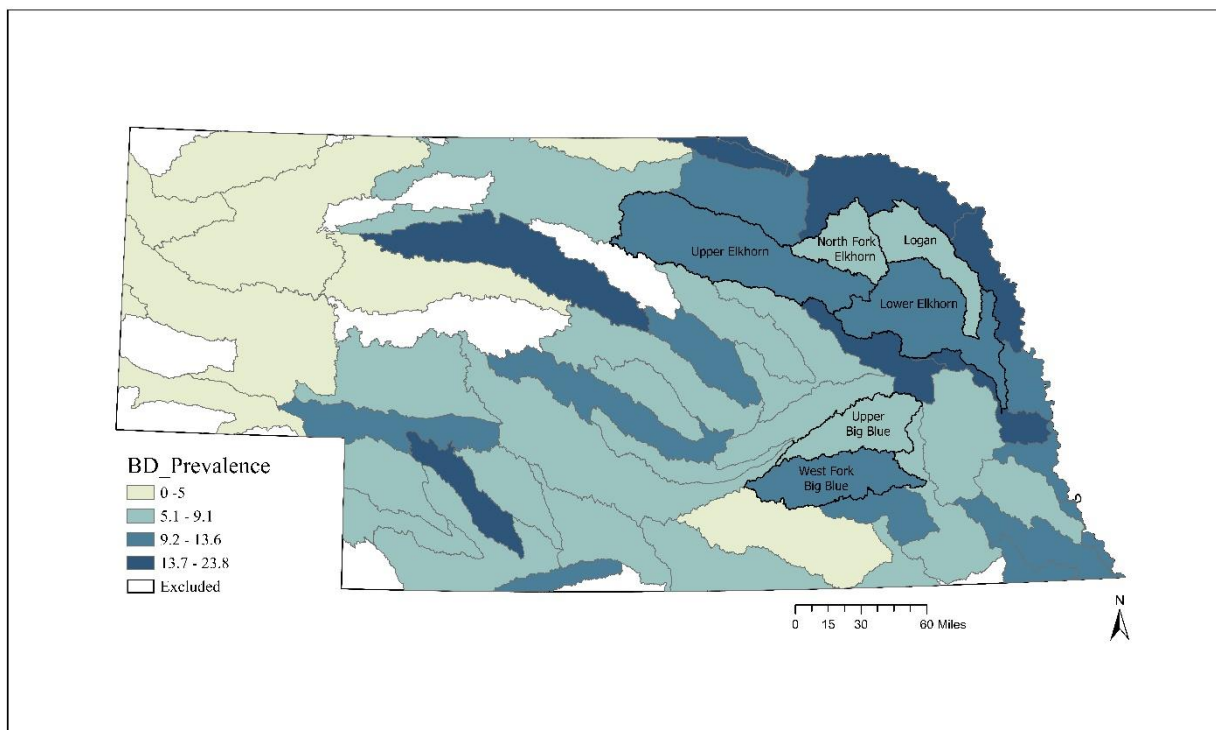 North Fork
Elkhorn
Logan
Upper Elkhorn
Lower Elkhorn
Upper
Big Blue
West Fork
Big Blue
BD_Prevalence
0 -5
5.1 - 9.1
9.2 - 13.6
13.7 - 23.8
Excluded
0 15 30 60 Miles
N